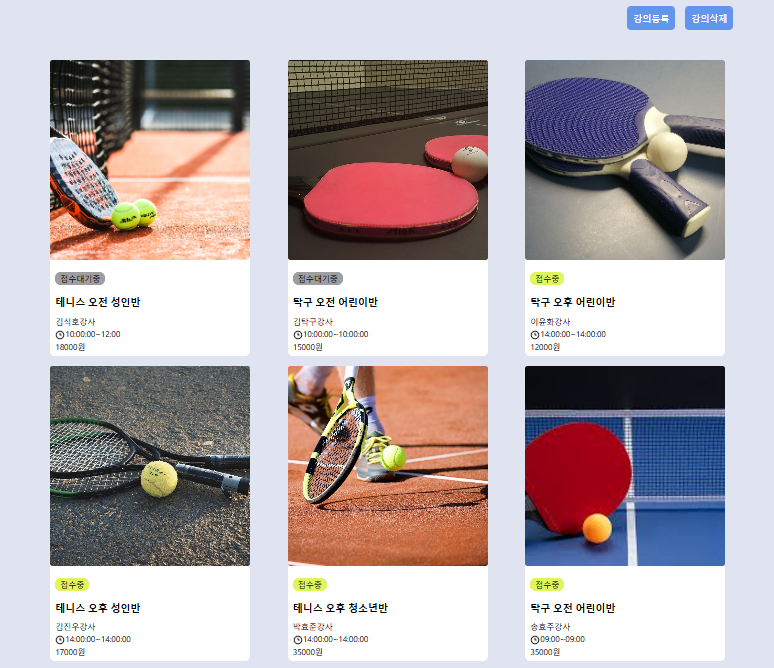 강의등록 강의삭제
접수대기중 접수대기중 접수중
테니스 오전 성인반 탁구 오전 어린이반 탁구 오후 어린이반
김석호강사 김탁구강사 이윤화강사
10:00:00~12:00 10:00:00~10:00:00 14:00:00~14:00:00
18000원 15000원 12000원
접수중 접수중 접수중
테니스 오후 성인반 테니스 오후 청소년반 탁구 오전 어린이반
김진우강사 박효준강사 송효주강사
14:00:00~14:00:00 14:00:00~14:00:00 09:00~09:00
17000원 35000원 35000원